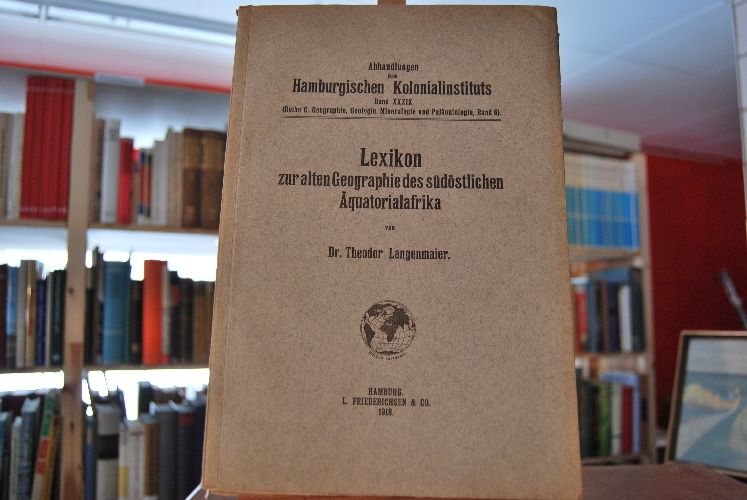 Abhandlungen
des
Hamburgischen Kolonialinstituts
Band XXXIX
(Reihe C. Geographie, Geologie, Mineralogie und Paläontologie, Band 6).
Lexikon
zur alten Geographie des südöstlichen
Äquatorialafrika
von
Dr. Theodor Langenmaier.
HAMBURG.
L. FRIEDERICHSEN & CO.
1918.